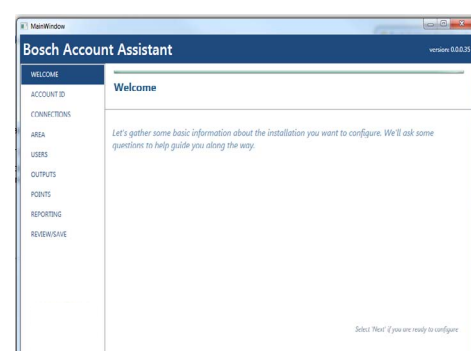 MainWindow
Bosch Account Assistant
version: 0.0.0.35
WELCOME
ACCOUNT ID
CONNECTIONS
AREA
USERS
OUTPUTS
POINTS
REPORTING
REVIEW/SAVE
Welcome
Let's gather some basic information about the installation you want to configure. We'll ask some
questions to help guide you along the way.
Select 'Next' if you are ready to configure